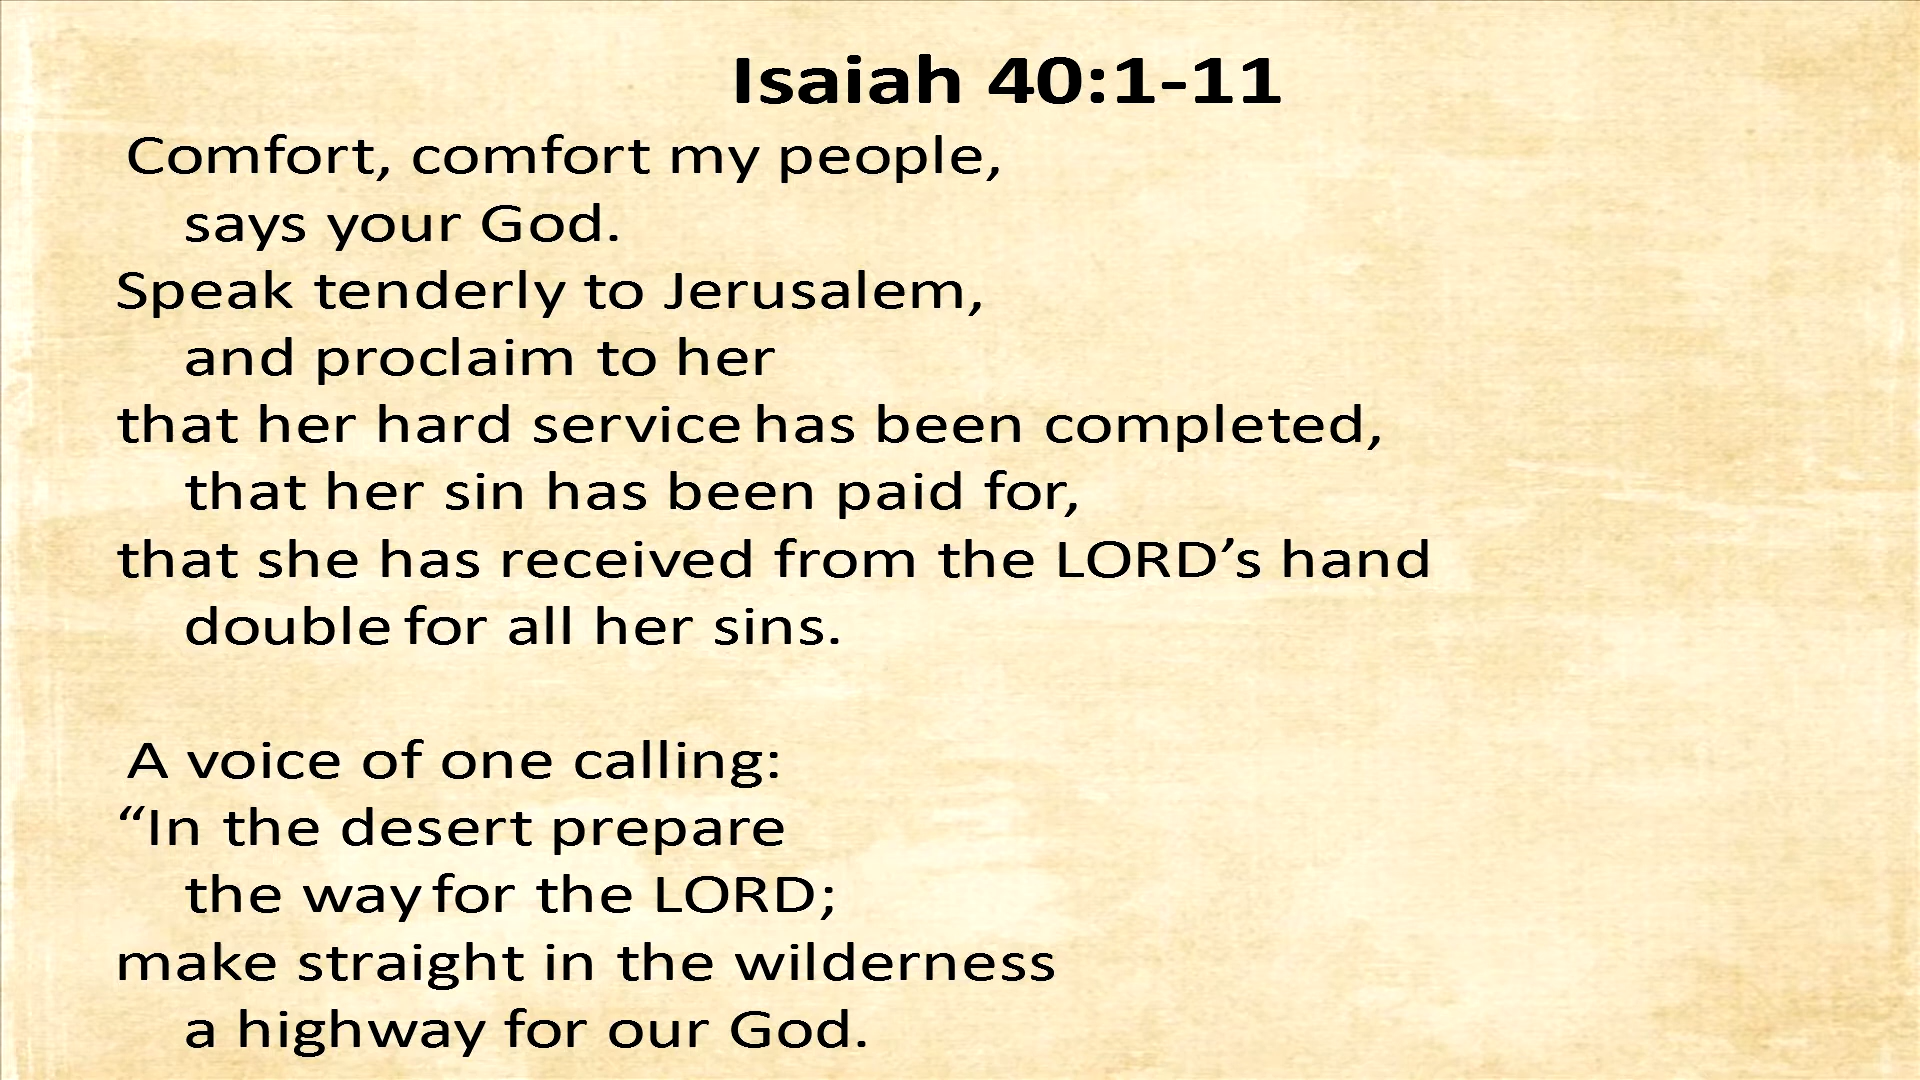 Isaiah 40:1-11
Comfort, comfort my people,
says your God.
Speak tenderly to Jerusalem,
and proclaim to her
that her hard service has been completed,
that her sin has been paid for,
that she has received from the LORD’s hand
double for all her sins.
A voice of one calling:
“In the desert prepare
the way for the LORD;
make straight in the wilderness
a highway for our God.